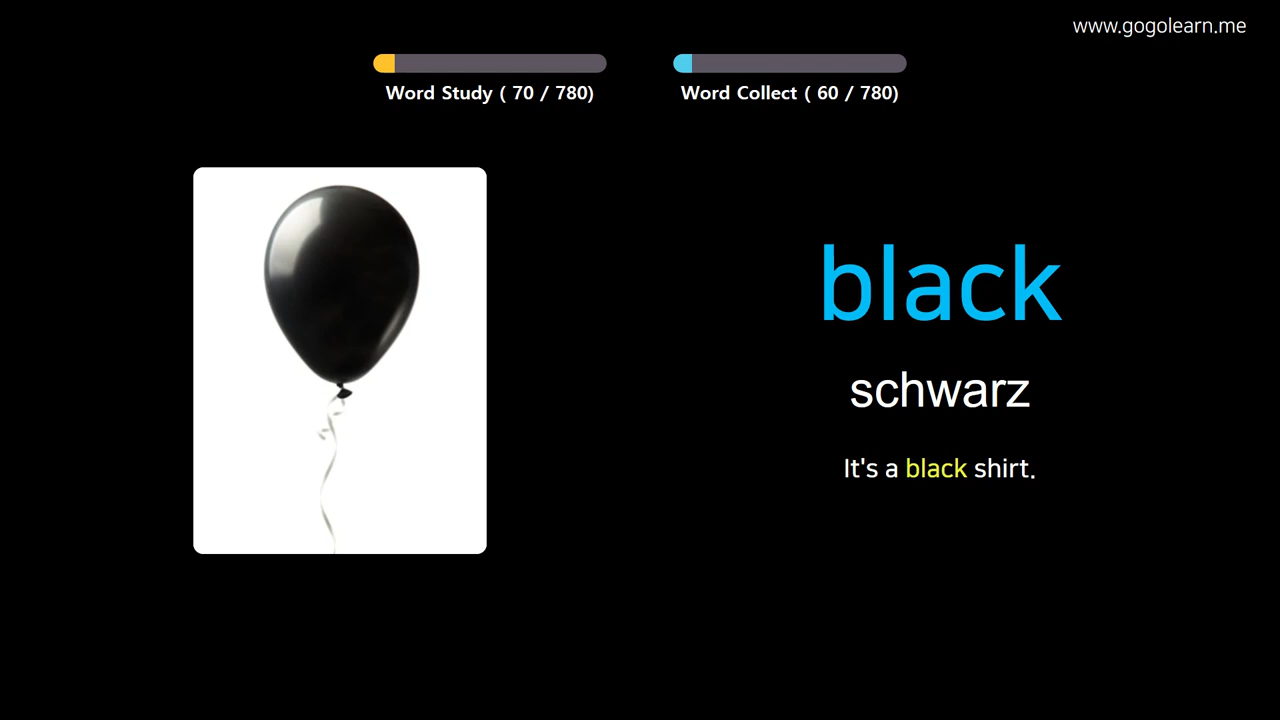 www.gogolearn.me
Word Study ( 70 / 780)
Word Collect ( 60 / 780)
black
schwarz
It's a black shirt.